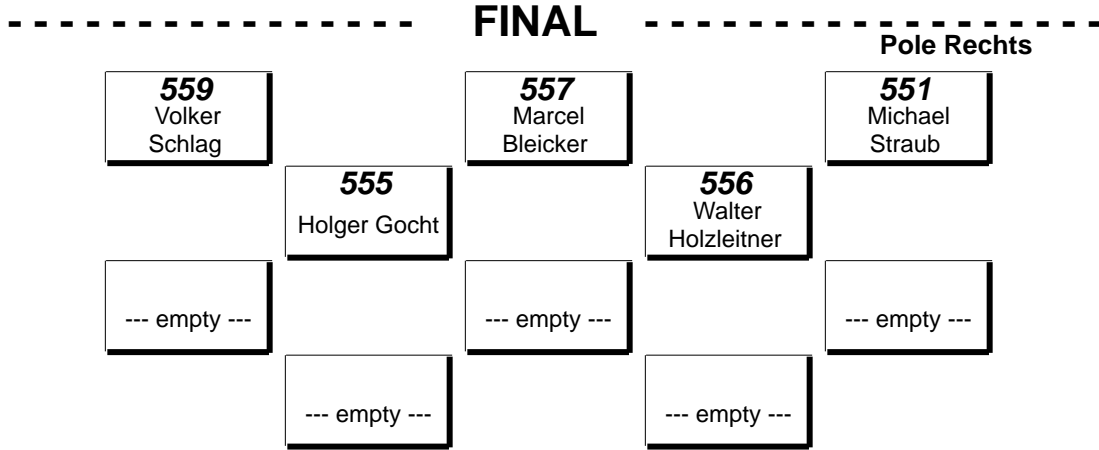 FINAL
Pole Rechts
559
Volker
Schlag
557
Marcel
Bleicker
551
Michael
Straub
555
Holger Gocht
556
Walter
Holzleitner
--- empty ---
--- empty ---
--- empty ---
--- empty ---
--- empty ---